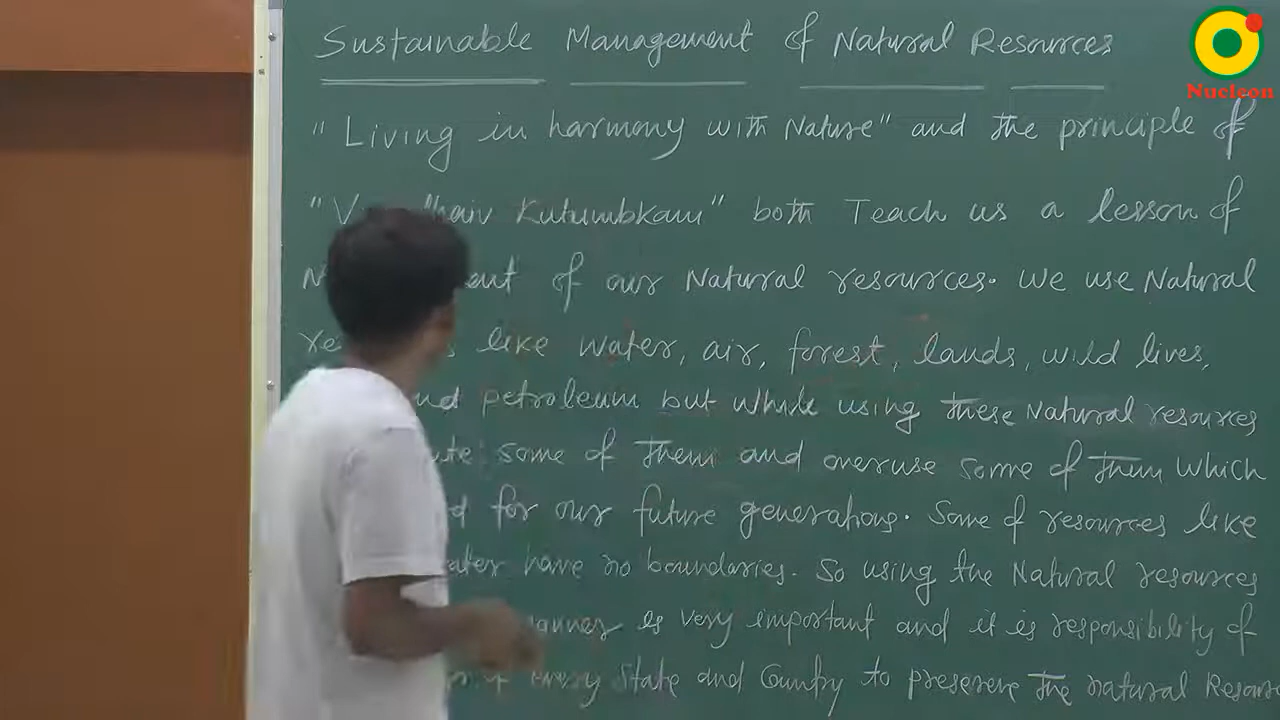 Sustainable Management of Natural Resources
Nucleon
"Living in harmony with Nature" and the principle of
Kutumbkam" both Teach us a lesson of
of our Natural resources. We use Natural
like water, air, forest, lands, wild lives,
and petroleum but while using these Natural resources
some of them and overuse some of them which
for our future generations. Some of resources like
water have no boundaries. So using the Natural resources
manner is very important and it is responsibility of
every State and Country to preserve the natural